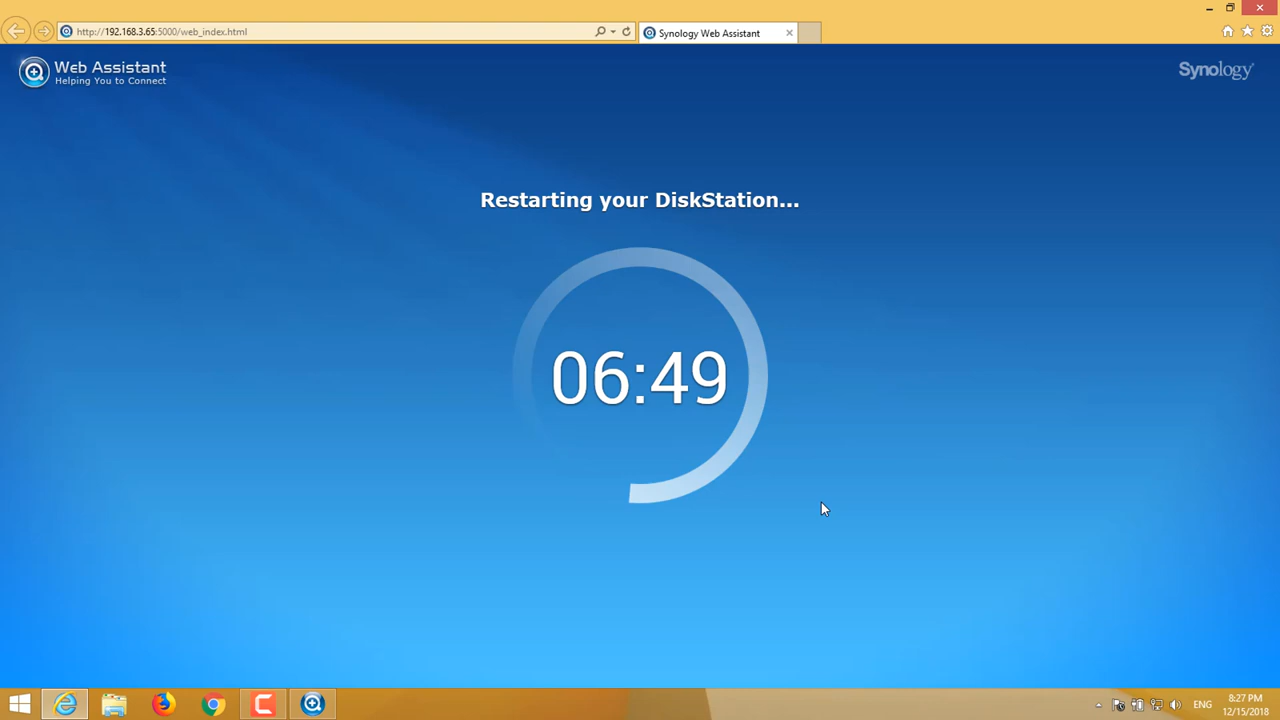 http://192.168.3.65:5000/web_index.html
Synology Web Assistant
Web Assistant
Helping You to Connect
Synology
Restarting your DiskStation...
06:49
ENG
8:27 PM
12/15/2018